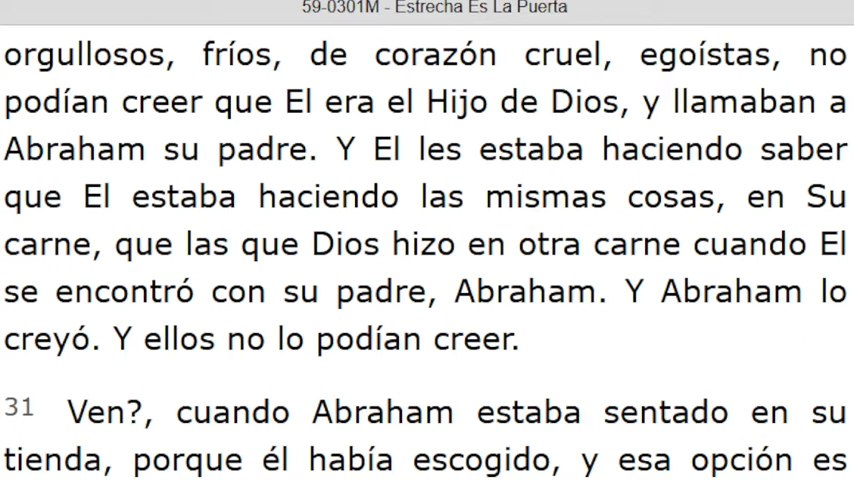 59-0301M - Estrecha Es La Puerta
orgullosos, fríos, de corazón cruel, egoístas, no
podían creer que El era el Hijo de Dios, y llamaban a
Abraham su padre. Y El les estaba haciendo saber
que El estaba haciendo las mismas cosas, en Su
carne, que las que Dios hizo en otra carne cuando El
se encontró con su padre, Abraham. Y Abraham lo
creyó. Y ellos no lo podían creer.
31 Ven?, cuando Abraham estaba sentado en su
tienda, porque él había escogido, y esa opción es